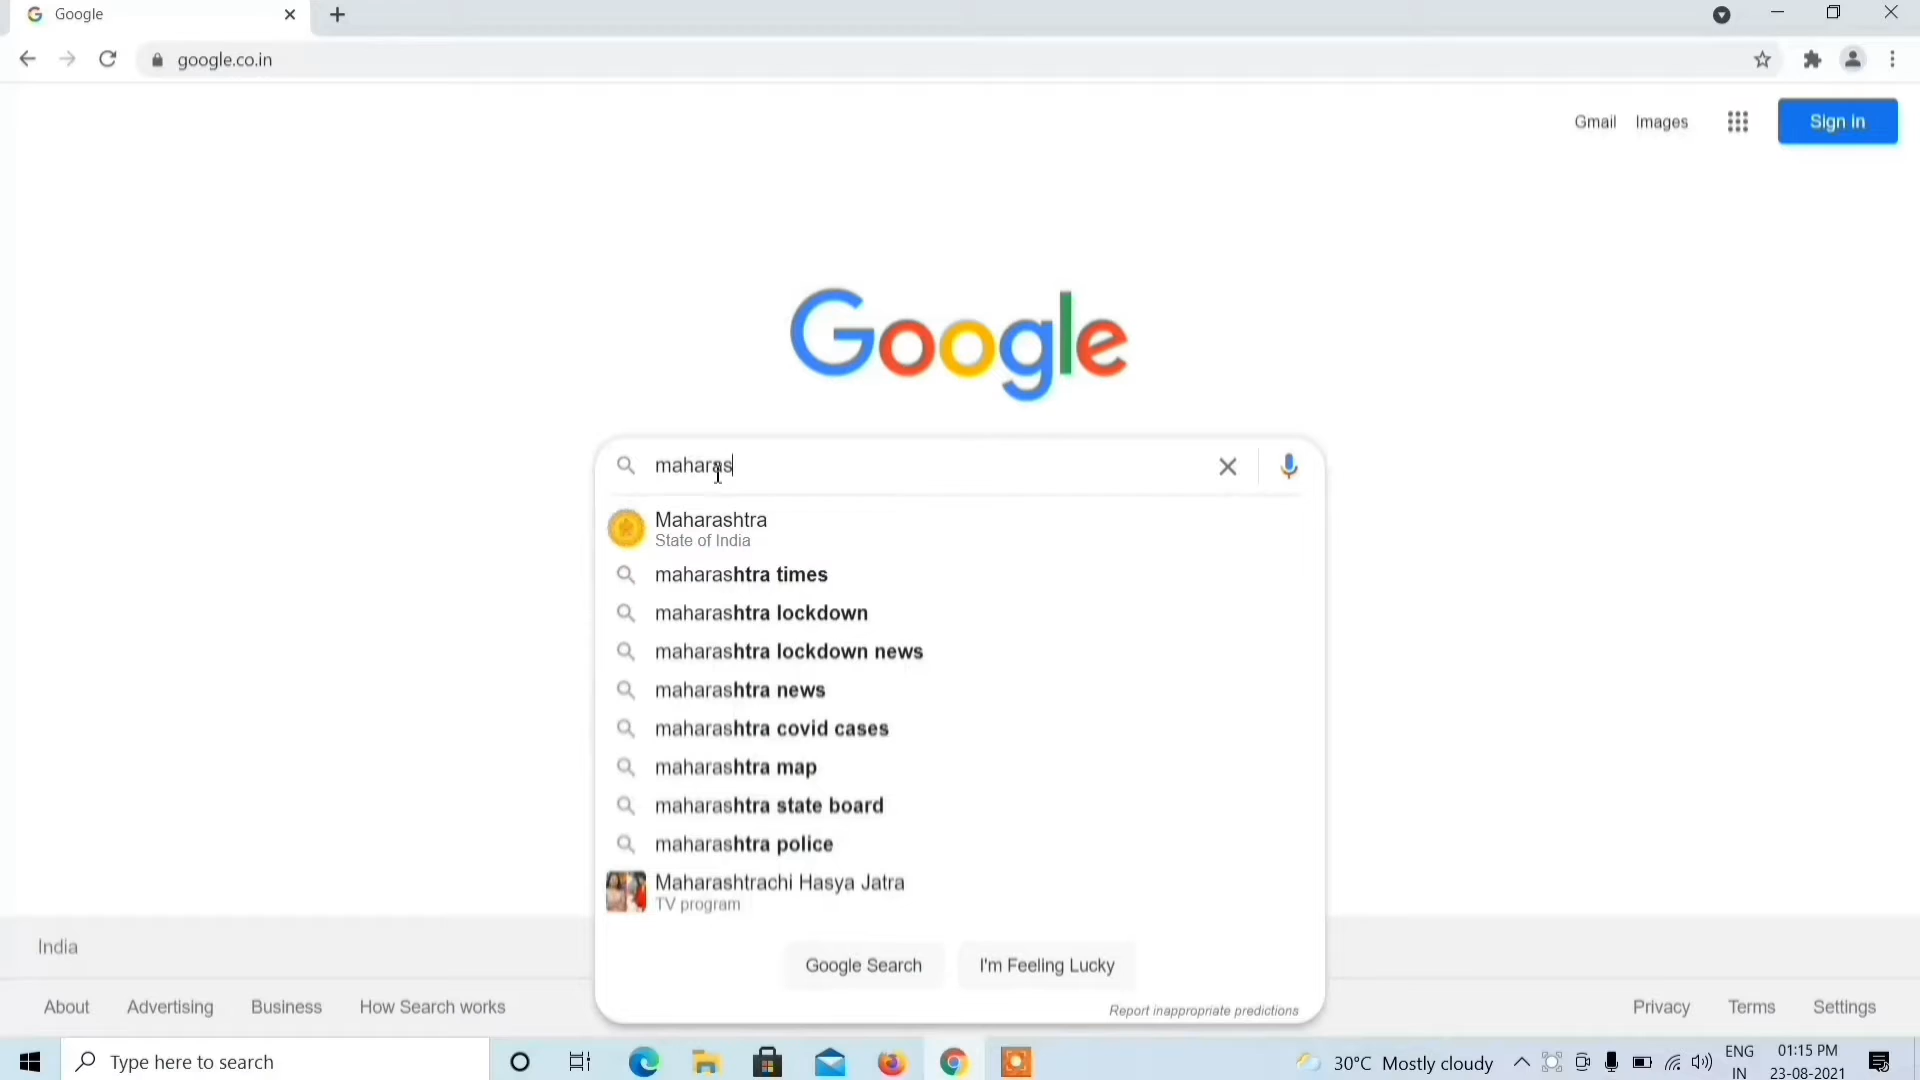 Google
google.co.in
Gmail Images Sign in
Google
maharas
Maharashtra
State of India
maharashtra times
maharashtra lockdown
maharashtra lockdown news
maharashtra news
maharashtra covid cases
maharashtra map
maharashtra state board
maharashtra police
Maharashtrachi Hasya Jatra
TV program
Google Search I'm Feeling Lucky
Report inappropriate predictions
India
About Advertising Business How Search works Privacy Terms Settings
Type here to search
30°C Mostly cloudy
ENG
IN
01:15 PM
23-08-2021